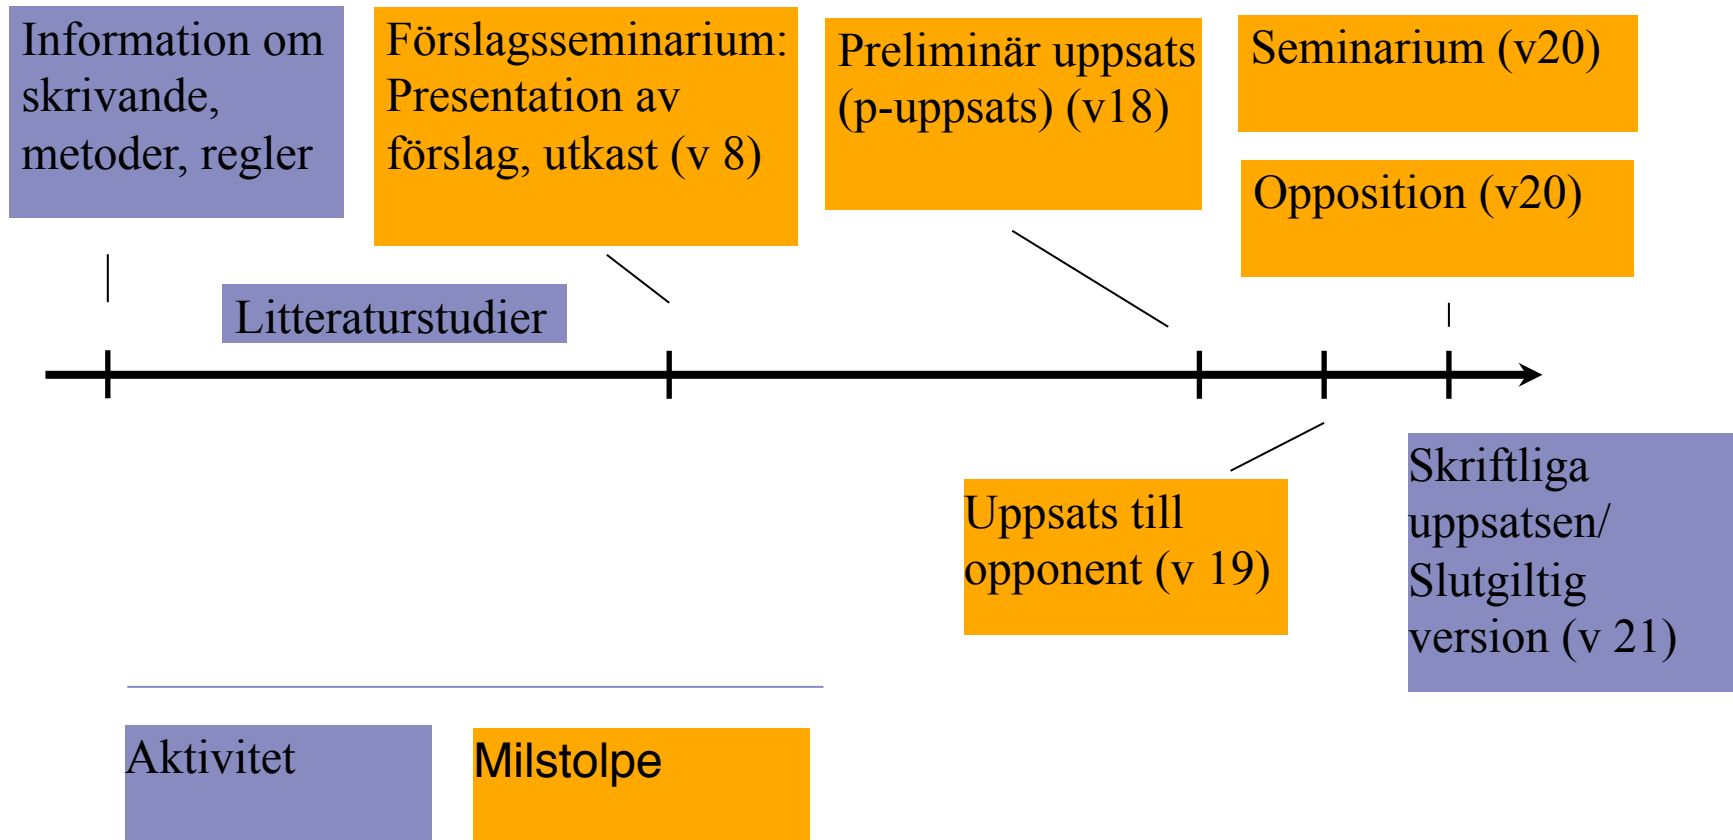 Information om
skrivande,
metoder, regler
Förslagsseminarium:
Presentation av
förslag, utkast (v 8)
Preliminär uppsats
(p-uppsats) (v18)
Seminarium (v20)
Opposition (v20)
Litteraturstudier
Uppsats till
opponent (v 19)
Skriftliga
uppsatsen/
Slutgiltig
version (v 21)
Aktivitet
Milstolpe